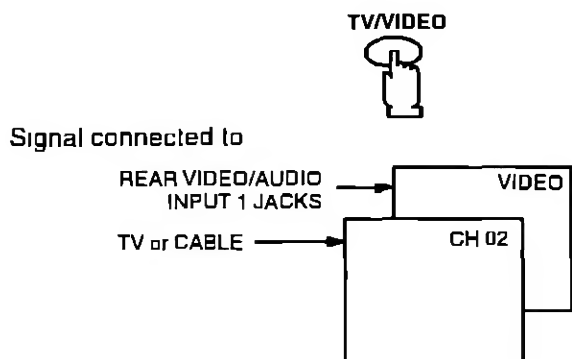 TV/VIDEO
Signal connected to
REAR VIDEO/AUDIO
INPUT 1 JACKS
VIDEO
TV or CABLE
CH 02